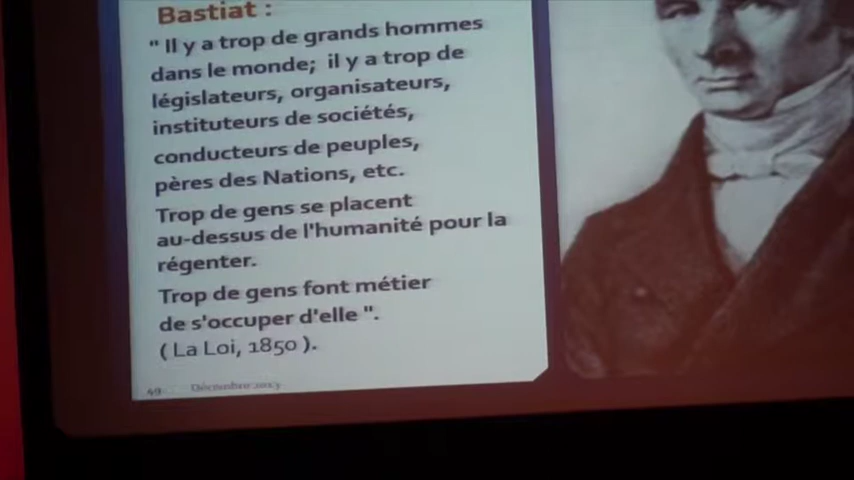 Bastiat :
" Il y a trop de grands hommes
dans le monde; il y a trop de
législateurs, organisateurs,
instituteurs de sociétés,
conducteurs de peuples,
pères des Nations, etc.
Trop de gens se placent
au-dessus de l'humanité pour la
régenter.
Trop de gens font métier
de s'occuper d'elle ".
( La Loi, 1850 ).
49 Décembre